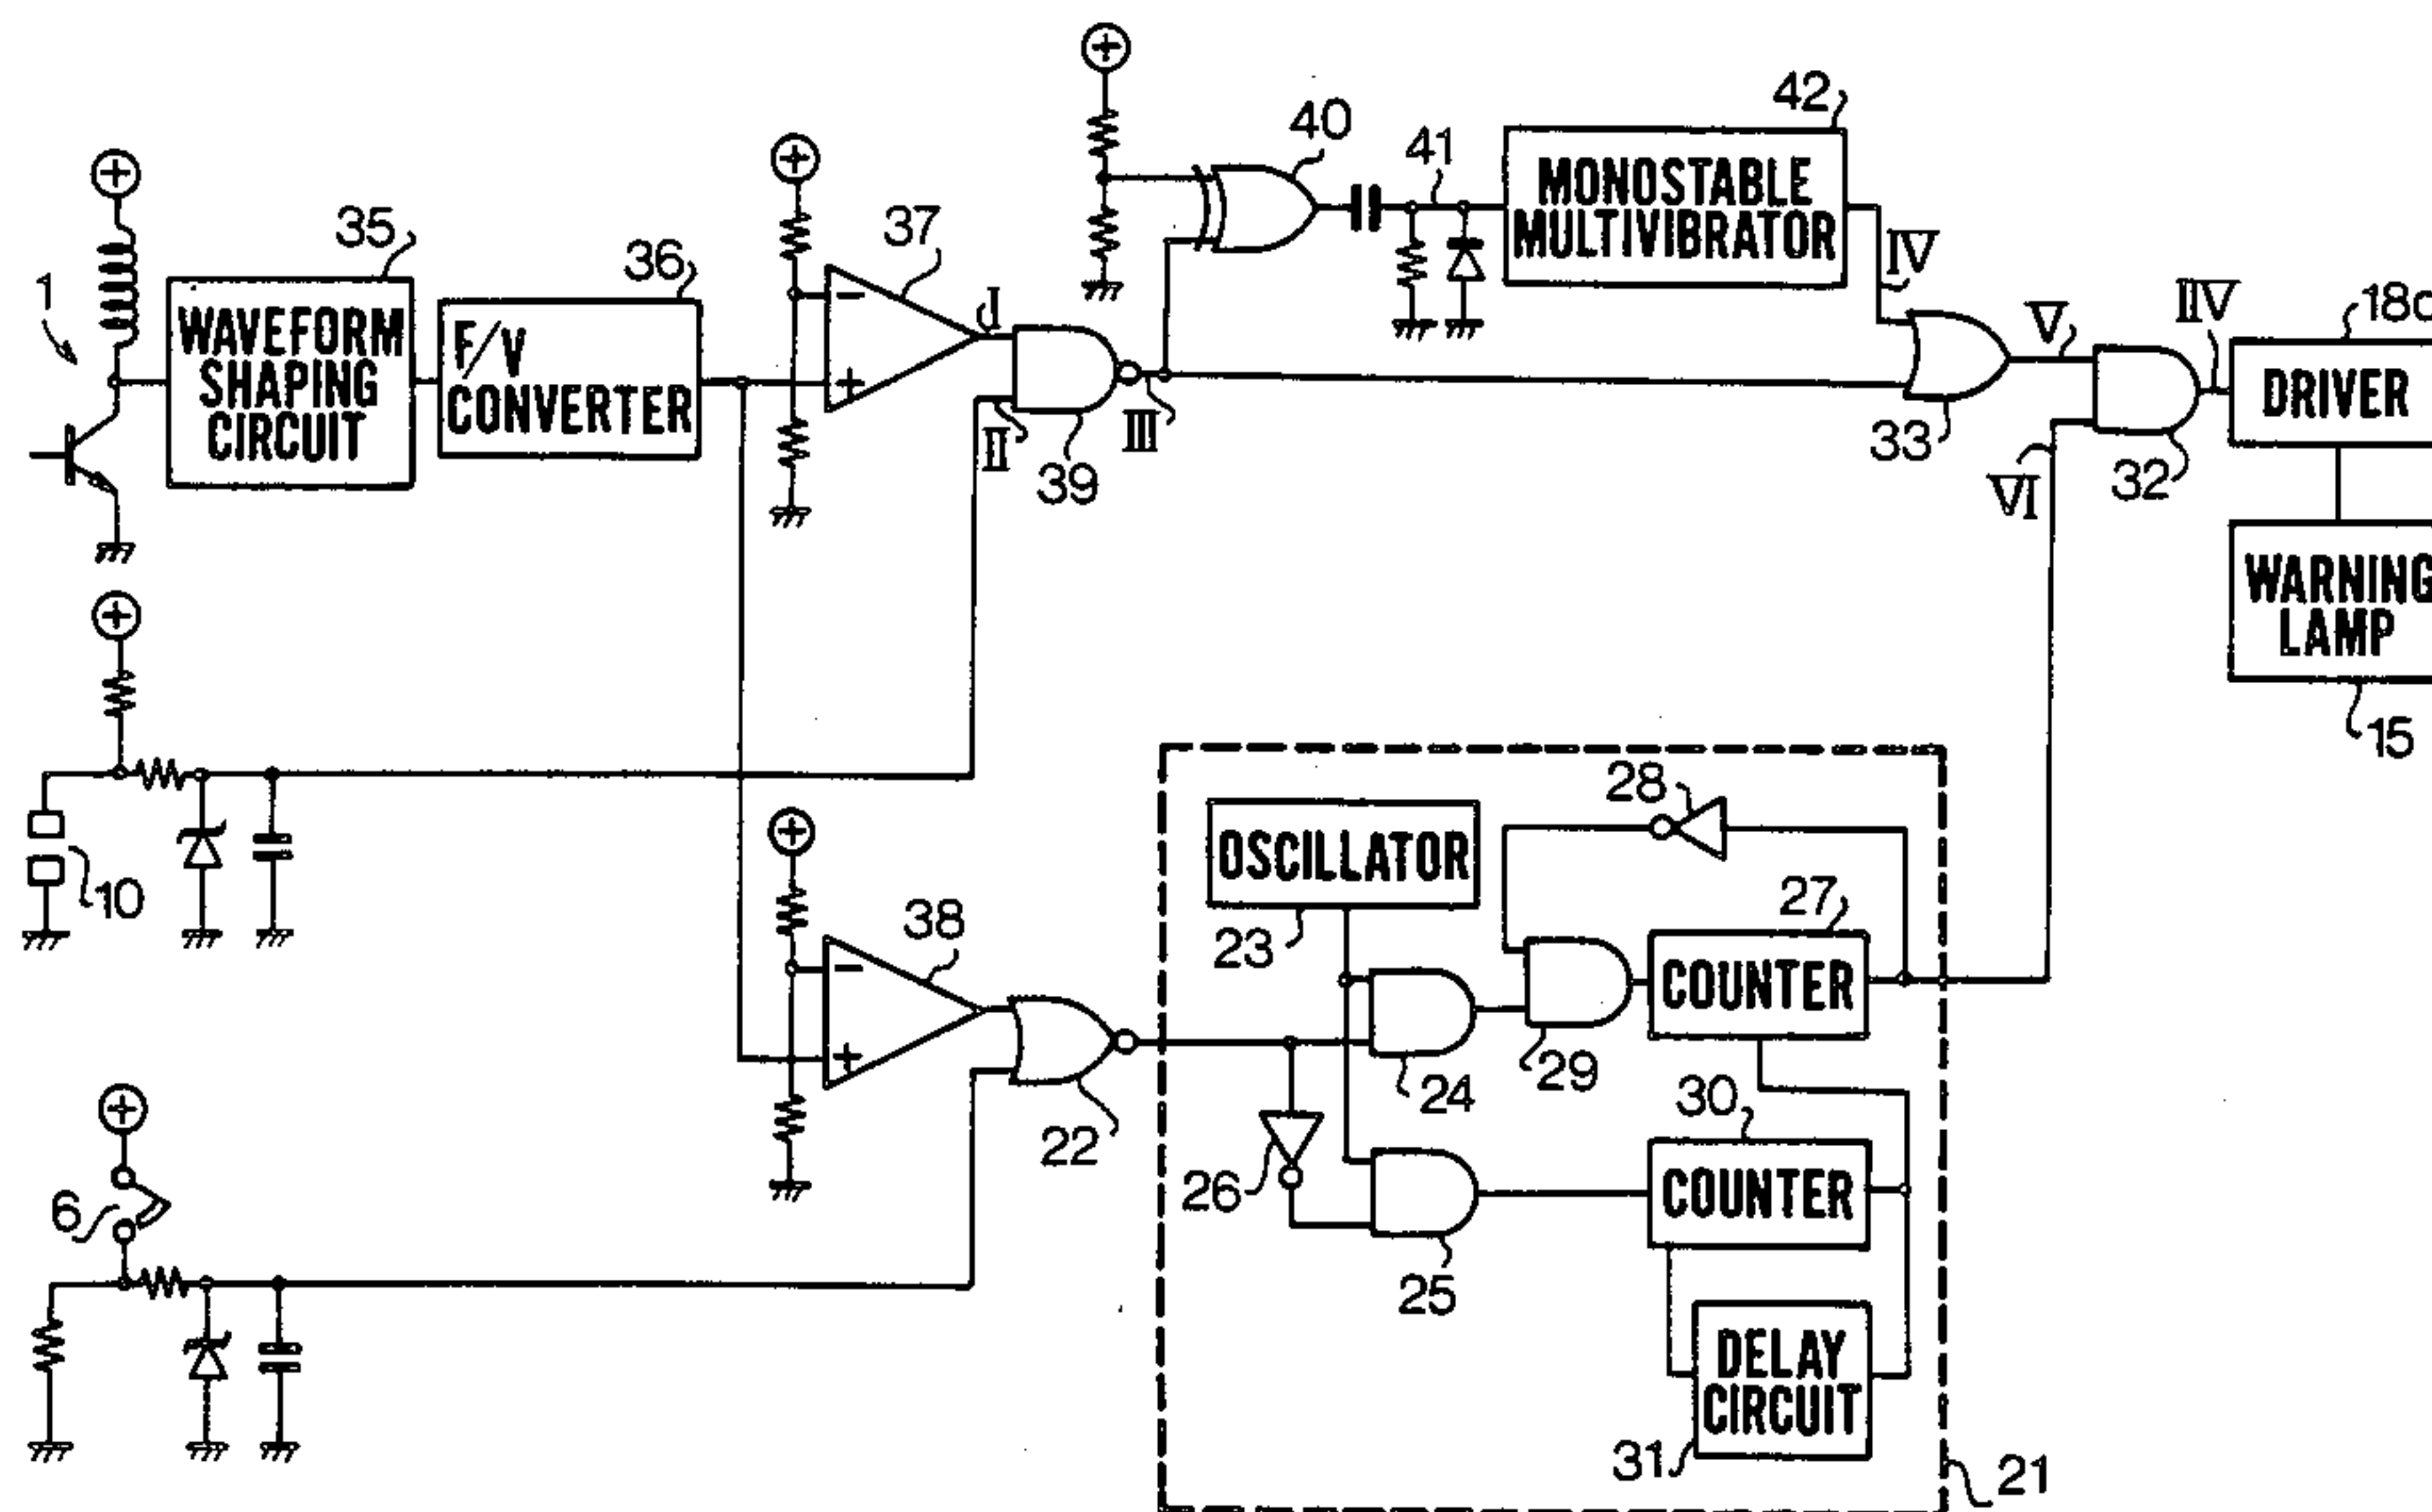 42
40
41
MONOSTABLE
MULTIVIBRATOR
IV
35
36
37
1
WAVEFORM
SHAPING
CIRCUIT
F/V
CONVERTER
I
II
III
39
33
V
VI
32
IIV
DRIVER
WARNING
LAMP
15
10
28
OSCILLATOR
23
27
COUNTER
38
22
24
29
30
COUNTER
26
25
6
DELAY
CIRCUIT
31
21